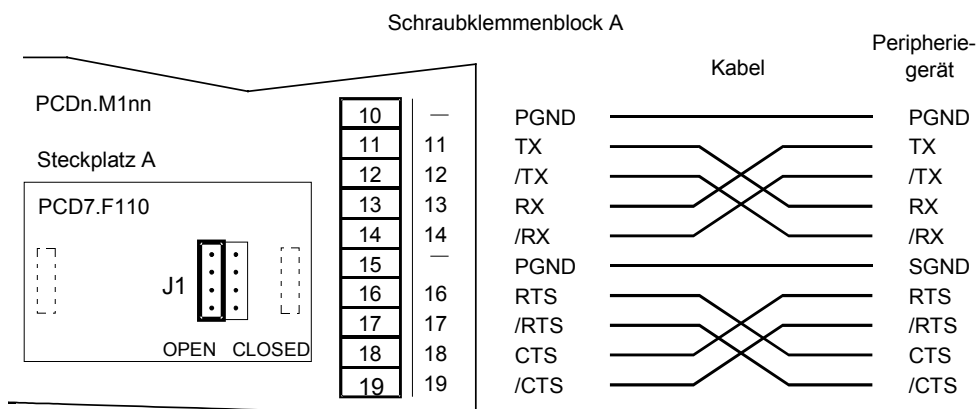 Schraubklemmenblock A
Kabel
Peripherie-
gerät
PCDn.M1nn
Steckplatz A
PCD7.F110
J1
OPEN CLOSED
10 — PGND PGND
11 11 TX TX
12 12 /TX /TX
13 13 RX RX
14 14 /RX /RX
15 — PGND SGND
16 16 RTS RTS
17 17 /RTS /RTS
18 18 CTS CTS
19 19 /CTS /CTS